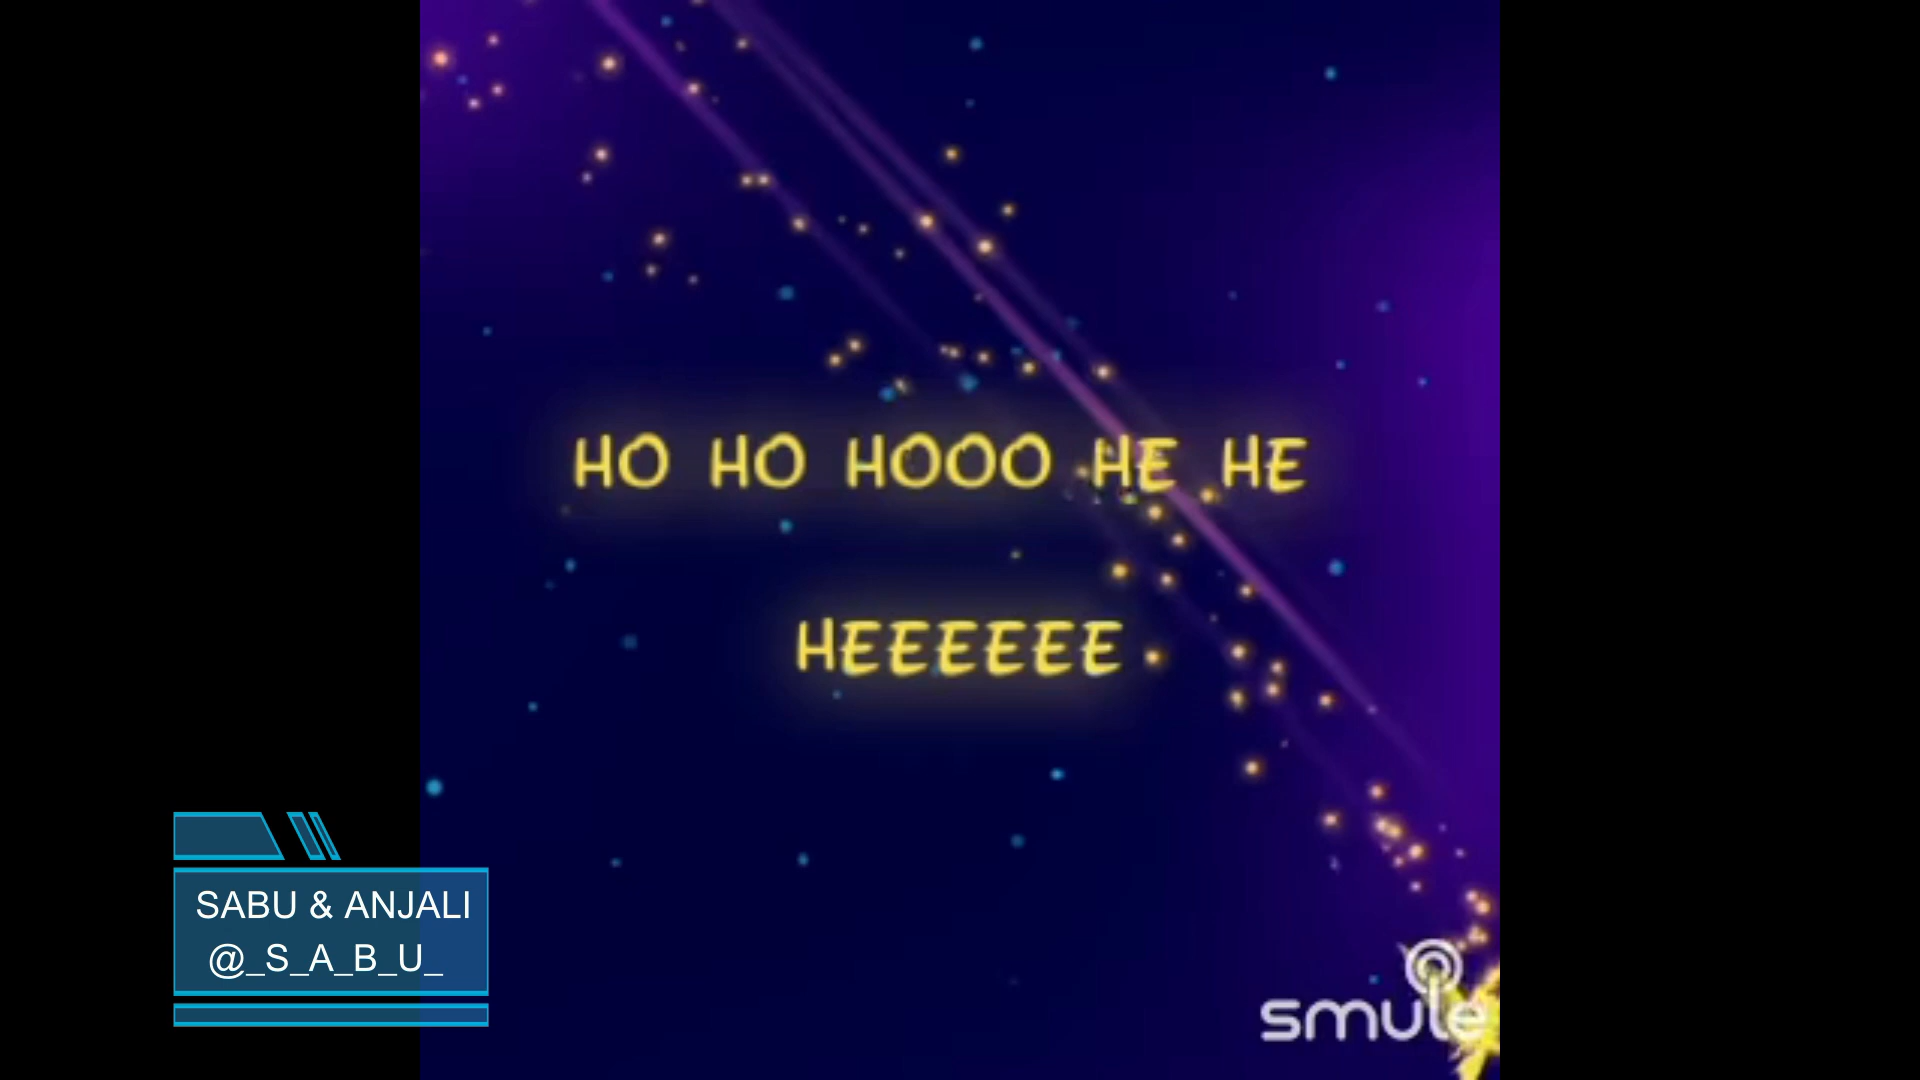 HO HO HOOO HE HE
HEEEEEE
SABU & ANJALI
@_S_A_B_U_
smule